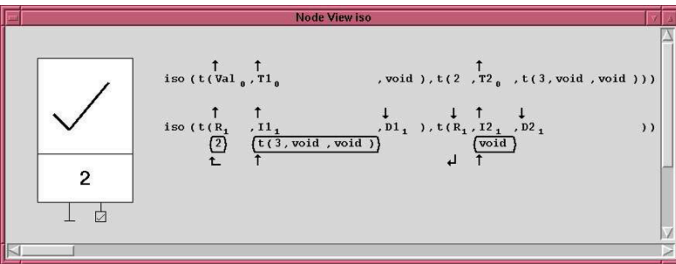 Node View iso
iso (t(Val 0 ,T1 0 ,void ),t(2 ,T2 0 ,t(3,void ,void )))
iso (t(R 1 ,I1 1 ,D1 1 ),t(R 1 ,I2 1 ,D2 1 ))
2 t(3,void ,void ) void
2